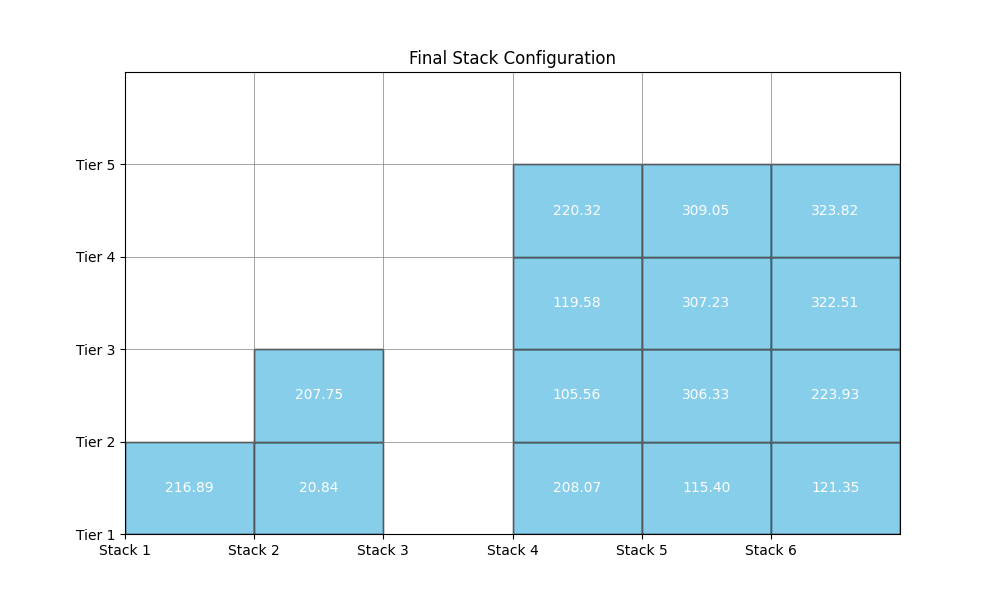 Final Stack Configuration
Tier 5
220.32 309.05 323.82
Tier 4
119.58 307.23 322.51
Tier 3
207.75 105.56 306.33 223.93
Tier 2
216.89 20.84 208.07 115.40 121.35
Tier 1
Stack 1 Stack 2 Stack 3 Stack 4 Stack 5 Stack 6